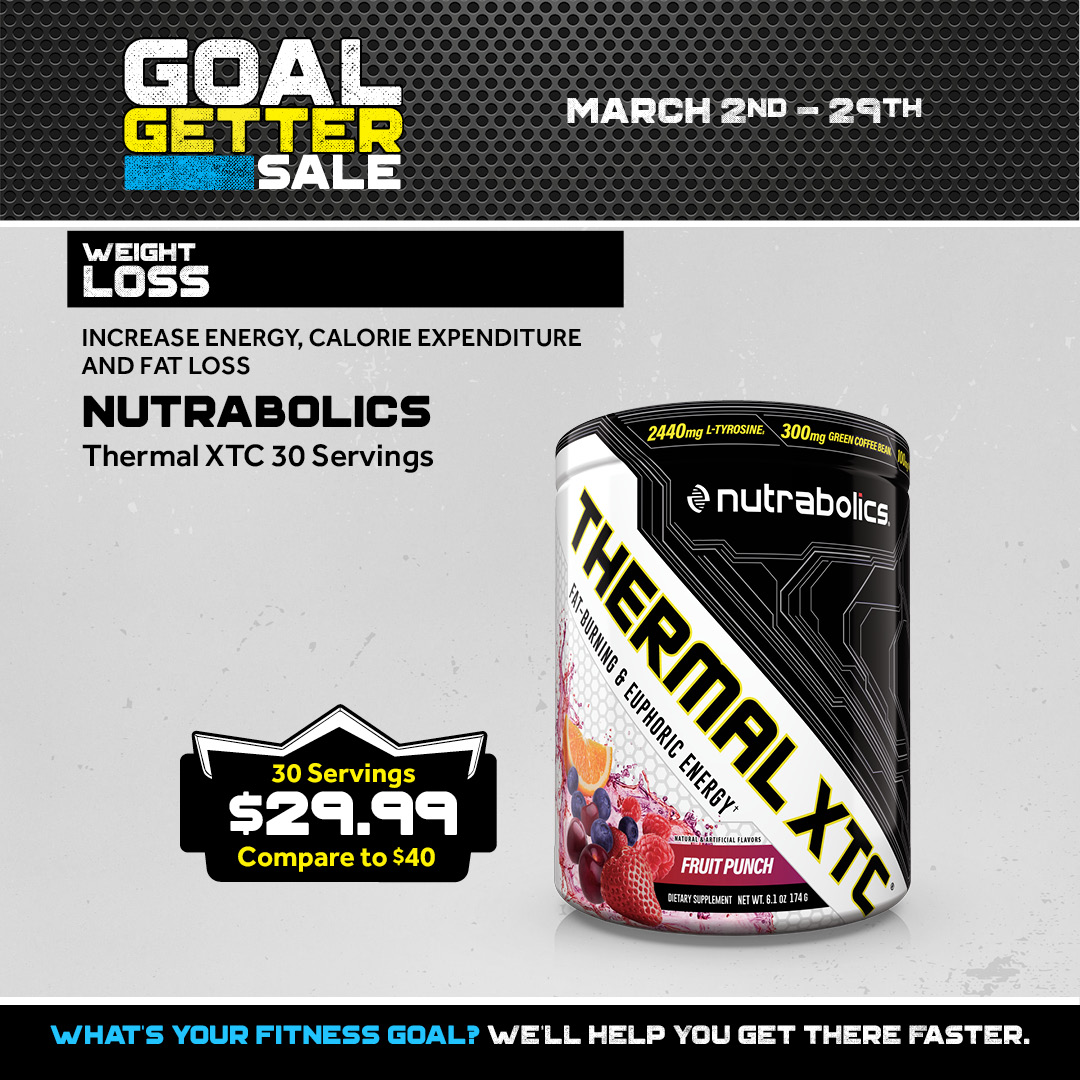 GOAL
GETTER
SALE
MARCH 2ND – 29TH
WEIGHT
LOSS
INCREASE ENERGY, CALORIE EXPENDITURE
AND FAT LOSS
NUTRABOLICS
Thermal XTC 30 Servings
2440mg L-TYROSINE, 300mg GREEN COFFEE BEAN,
nutrabolics®
THERMAL XTC®
FAT-BURNING & EUPHORIC ENERGY†
NATURAL & ARTIFICIAL FLAVORS
FRUIT PUNCH
DIETARY SUPPLEMENT NET WT. 6.1 OZ 174 G
30 Servings
$29.99
Compare to $40
WHAT'S YOUR FITNESS GOAL? WE'LL HELP YOU GET THERE FASTER.